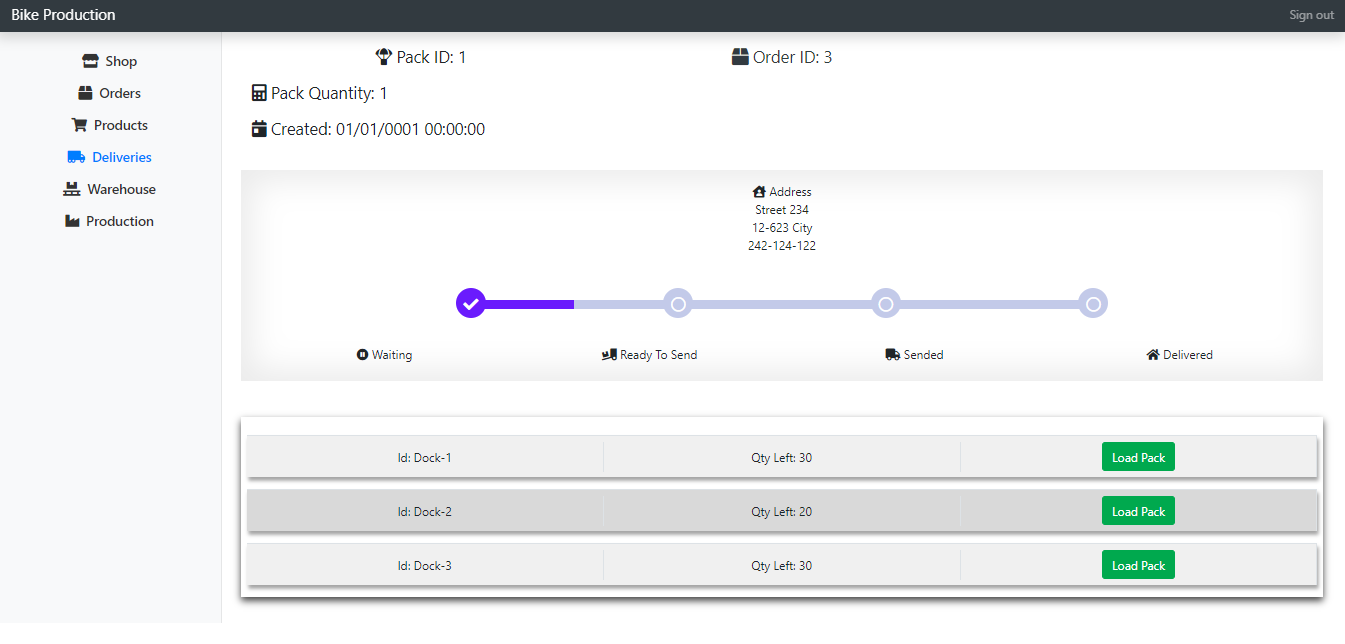 Bike Production
Sign out
Shop
Orders
Products
Deliveries
Warehouse
Production
Pack ID: 1
Order ID: 3
Pack Quantity: 1
Created: 01/01/0001 00:00:00
Address
Street 234
12-623 City
242-124-122
Waiting
Ready To Send
Sended
Delivered
Id: Dock-1
Qty Left: 30
Load Pack
Id: Dock-2
Qty Left: 20
Load Pack
Id: Dock-3
Qty Left: 30
Load Pack